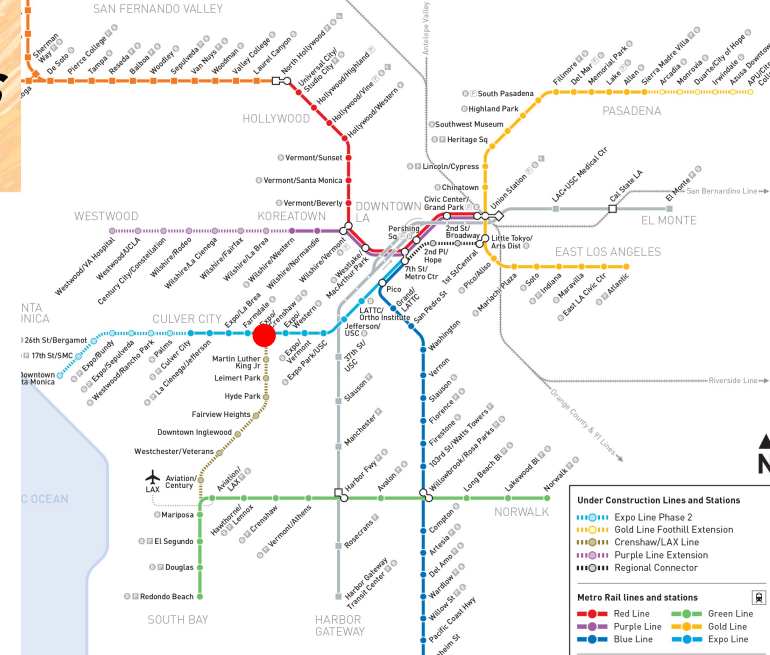 SAN FERNANDO VALLEY
Sherman
Way
De Soto
Pierce College
Tampa
Reseda
Balboa
Woodley
Sepulveda
Van Nuys
Woodman
Valley College
Laurel Canyon
North Hollywood
Universal City/
Studio City
Hollywood/Highland
Hollywood/Vine
Hollywood/Western
HOLLYWOOD
Vermont/Sunset
Vermont/Santa Monica
Vermont/Beverly
Antelope Valley
Fillmore
Del Mar
Memorial Park
Lake
Allen
Sierra Madre Villa
Arcadia
Monrovia
Duarte/City of Hope
Irwindale
Azusa Downtown
APU/Citrus
PASADENA
South Pasadena
Highland Park
Southwest Museum
Heritage Sq
Lincoln/Cypress
Chinatown
Union Station
LAC+USC Medical Ctr
Cal State LA
El Monte
San Bernardino Line
EL MONTE
WESTWOOD
KOREATOWN
DOWNTOWN
LA
Civic Center/
Grand Park
Pershing
Sq
2nd St/
Broadway
Little Tokyo/
Arts Dist
2nd Pl/
Hope
7th St/
Metro Ctr
1st St/Central
Westwood/VA Hospital
Westwood/UCLA
Century City/Constellation
Wilshire/Rodeo
Wilshire/La Cienega
Wilshire/Fairfax
Wilshire/La Brea
Wilshire/Western
Wilshire/Normandie
Wilshire/Vermont
Westlake/
MacArthur Park
EAST LOS ANGELES
Pico/Aliso
Mariachi Plaza
Soto
Indiana
Maravilla
East LA Civic Ctr
Atlantic
Pico
Grand/
LATTC
San Pedro St
LATTC/
Ortho Institute
Jefferson/
USC
37th St/
USC
CULVER CITY
Expo/La Brea
Farmdale
Expo/
Crenshaw
Expo/
Western
Expo/
Vermont
Expo Park/USC
NTA
ONICA
26th St/Bergamot
17th St/SMC
Downtown
ta Monica
Expo/Bundy
Expo/Sepulveda
Westwood/Rancho Park
Palms
Culver City
La Cienega/Jefferson
Martin Luther
King Jr
Leimert Park
Hyde Park
Fairview Heights
Downtown Inglewood
Westchester/Veterans
Aviation/
Century
LAX
Aviation/
LAX
Hawthorne/
Lennox
Crenshaw
Vermont/Athens
Harbor Fwy
Avalon
Willowbrook/Rosa Parks
Long Beach Bl
Lakewood Bl
Norwalk
NORWALK
Mariposa
El Segundo
Douglas
Redondo Beach
SOUTH BAY
C OCEAN
Slauson
Manchester
Rosecrans
Harbor Gateway
Transit Center
HARBOR
GATEWAY
Washington
Vernon
Slauson
Florence
Firestone
103rd St/Watts Towers
Compton
Artesia
Del Amo
Wardlow
Willow St
Pacific Coast Hwy
Riverside Line
Orange County & 91 Lines
N
Under Construction Lines and Stations
Expo Line Phase 2
Gold Line Foothill Extension
Crenshaw/LAX Line
Purple Line Extension
Regional Connector
Metro Rail lines and stations
Red Line
Purple Line
Blue Line
Green Line
Gold Line
Expo Line